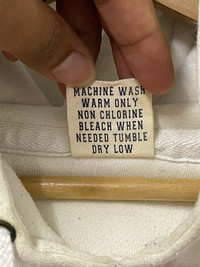 MACHINE WASH
WARM ONLY
NON CHLORINE
BLEACH WHEN
NEEDED TUMBLE
DRY LOW